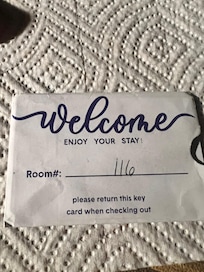 Welcome
ENJOY YOUR STAY!
Room#: 116
please return this key
card when checking out